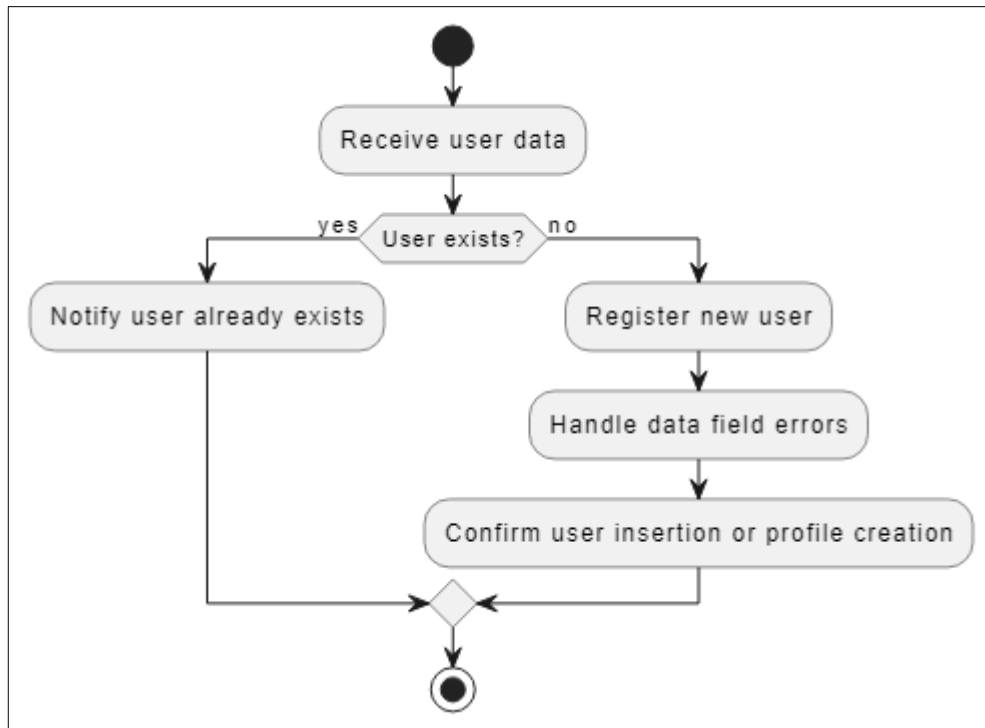 Receive user data
yes
User exists?
no
Notify user already exists
Register new user
Handle data field errors
Confirm user insertion or profile creation